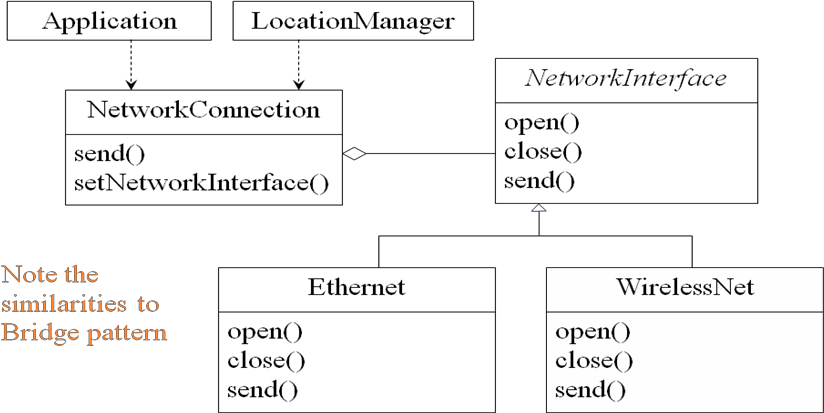 Application
LocationManager
NetworkConnection
send()
setNetworkInterface()
NetworkInterface
open()
close()
send()
Note the
similarities to
Bridge pattern
Ethernet
open()
close()
send()
WirelessNet
open()
close()
send()